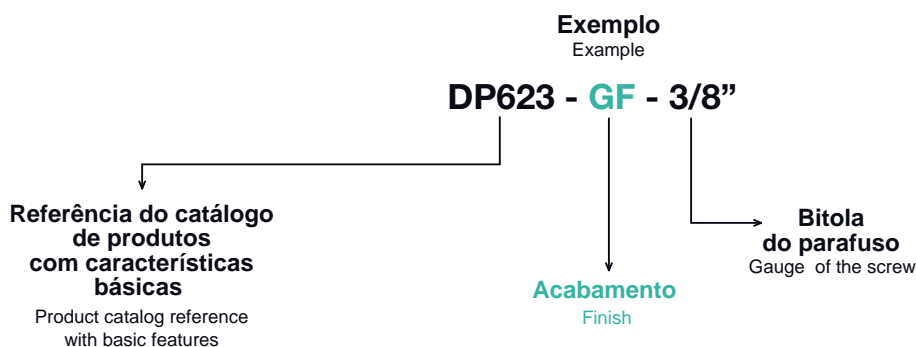 Exemplo
Example
DP623 - GF - 3/8”
Referência do catálogo
de produtos
com características
básicas
Product catalog reference
with basic features
Acabamento
Finish
Bitola
do parafuso
Gauge of the screw